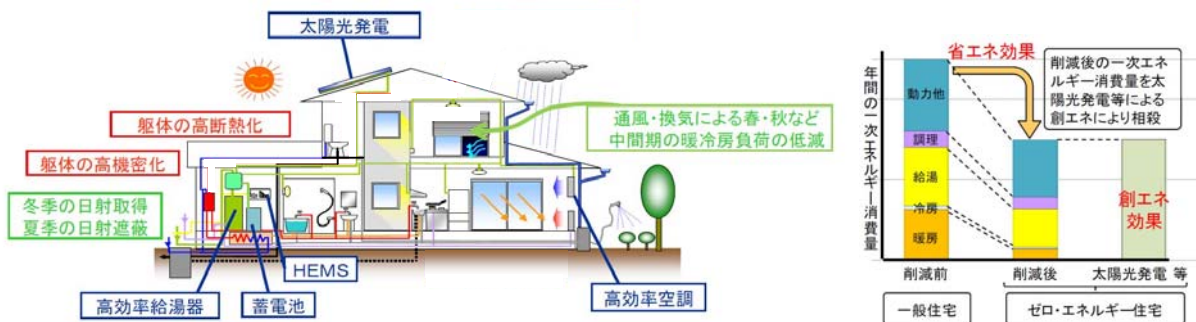 太陽光発電
躯体の高断熱化
躯体の高機密化
冬季の日射取得
夏季の日射遮蔽
通風・換気による春・秋など
中間期の暖冷房負荷の低減
HEMS
高効率給湯器
蓄電池
高効率空調
年間の一次エネルギー消費量
省エネ効果
削減後の一次エネ
ルギー消費量を太
陽光発電等による
創エネにより相殺
動力他
調理
給湯
冷房
暖房
創エネ
効果
削減前
削減後
太陽光発電 等
一般住宅
ゼロ・エネルギー住宅